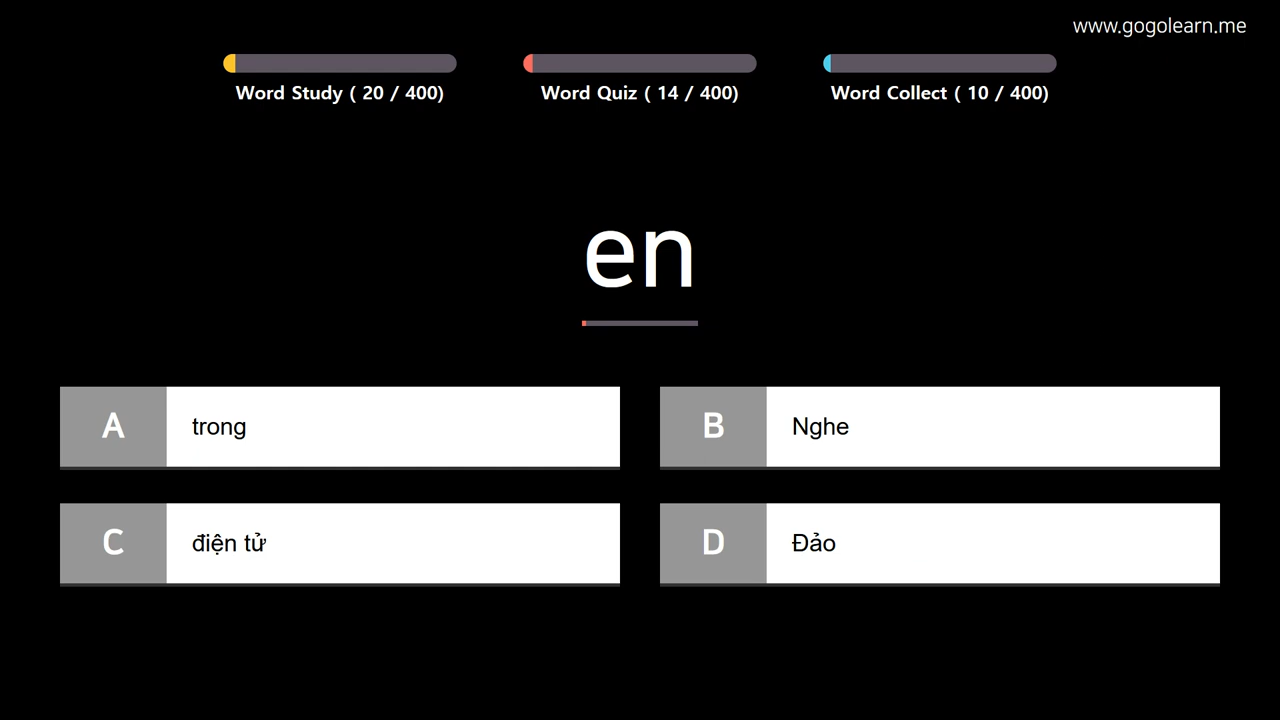 www.gogolearn.me
Word Study ( 20 / 400)
Word Quiz ( 14 / 400)
Word Collect ( 10 / 400)
en
A
trong
B
Nghe
C
điện tử
D
Đảo